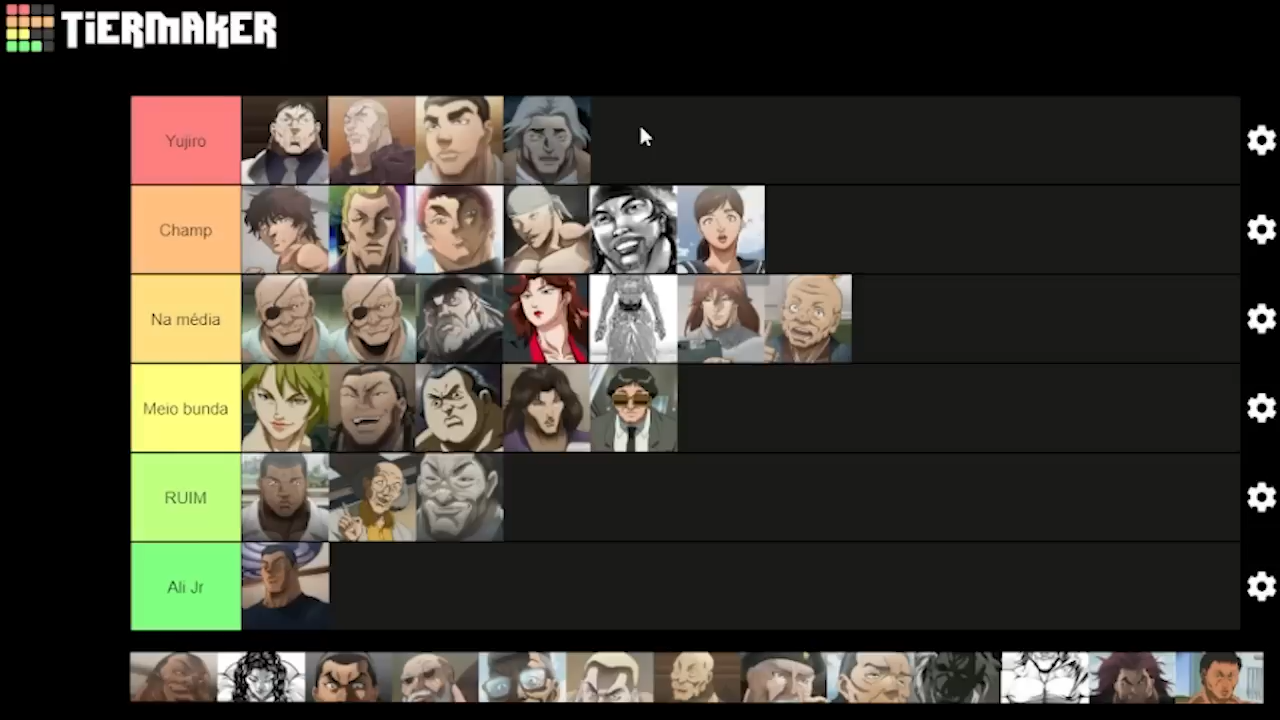 TiERMAKER
Yujiro
Champ
Na média
Meio bunda
RUIM
Ali Jr